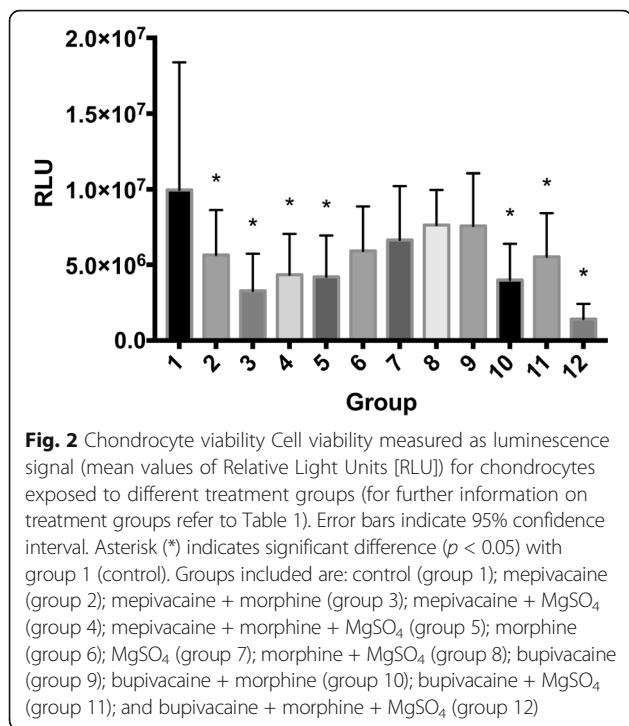 2.0×10⁷
1.5×10⁷
1.0×10⁷
5.0×10⁶
0.0
RLU
* * * * * * *
1 2 3 4 5 6 7 8 9 10 11 12
Group
Fig. 2 Chondrocyte viability Cell viability measured as luminescence
signal (mean values of Relative Light Units [RLU]) for chondrocytes
exposed to different treatment groups (for further information on
treatment groups refer to Table 1). Error bars indicate 95% confidence
interval. Asterisk (*) indicates significant difference (p < 0.05) with
group 1 (control). Groups included are: control (group 1); mepivacaine
(group 2); mepivacaine + morphine (group 3); mepivacaine + MgSO₄
(group 4); mepivacaine + morphine + MgSO₄ (group 5); morphine
(group 6); MgSO₄ (group 7); morphine + MgSO₄ (group 8); bupivacaine
(group 9); bupivacaine + morphine (group 10); bupivacaine + MgSO₄
(group 11); and bupivacaine + morphine + MgSO₄ (group 12)